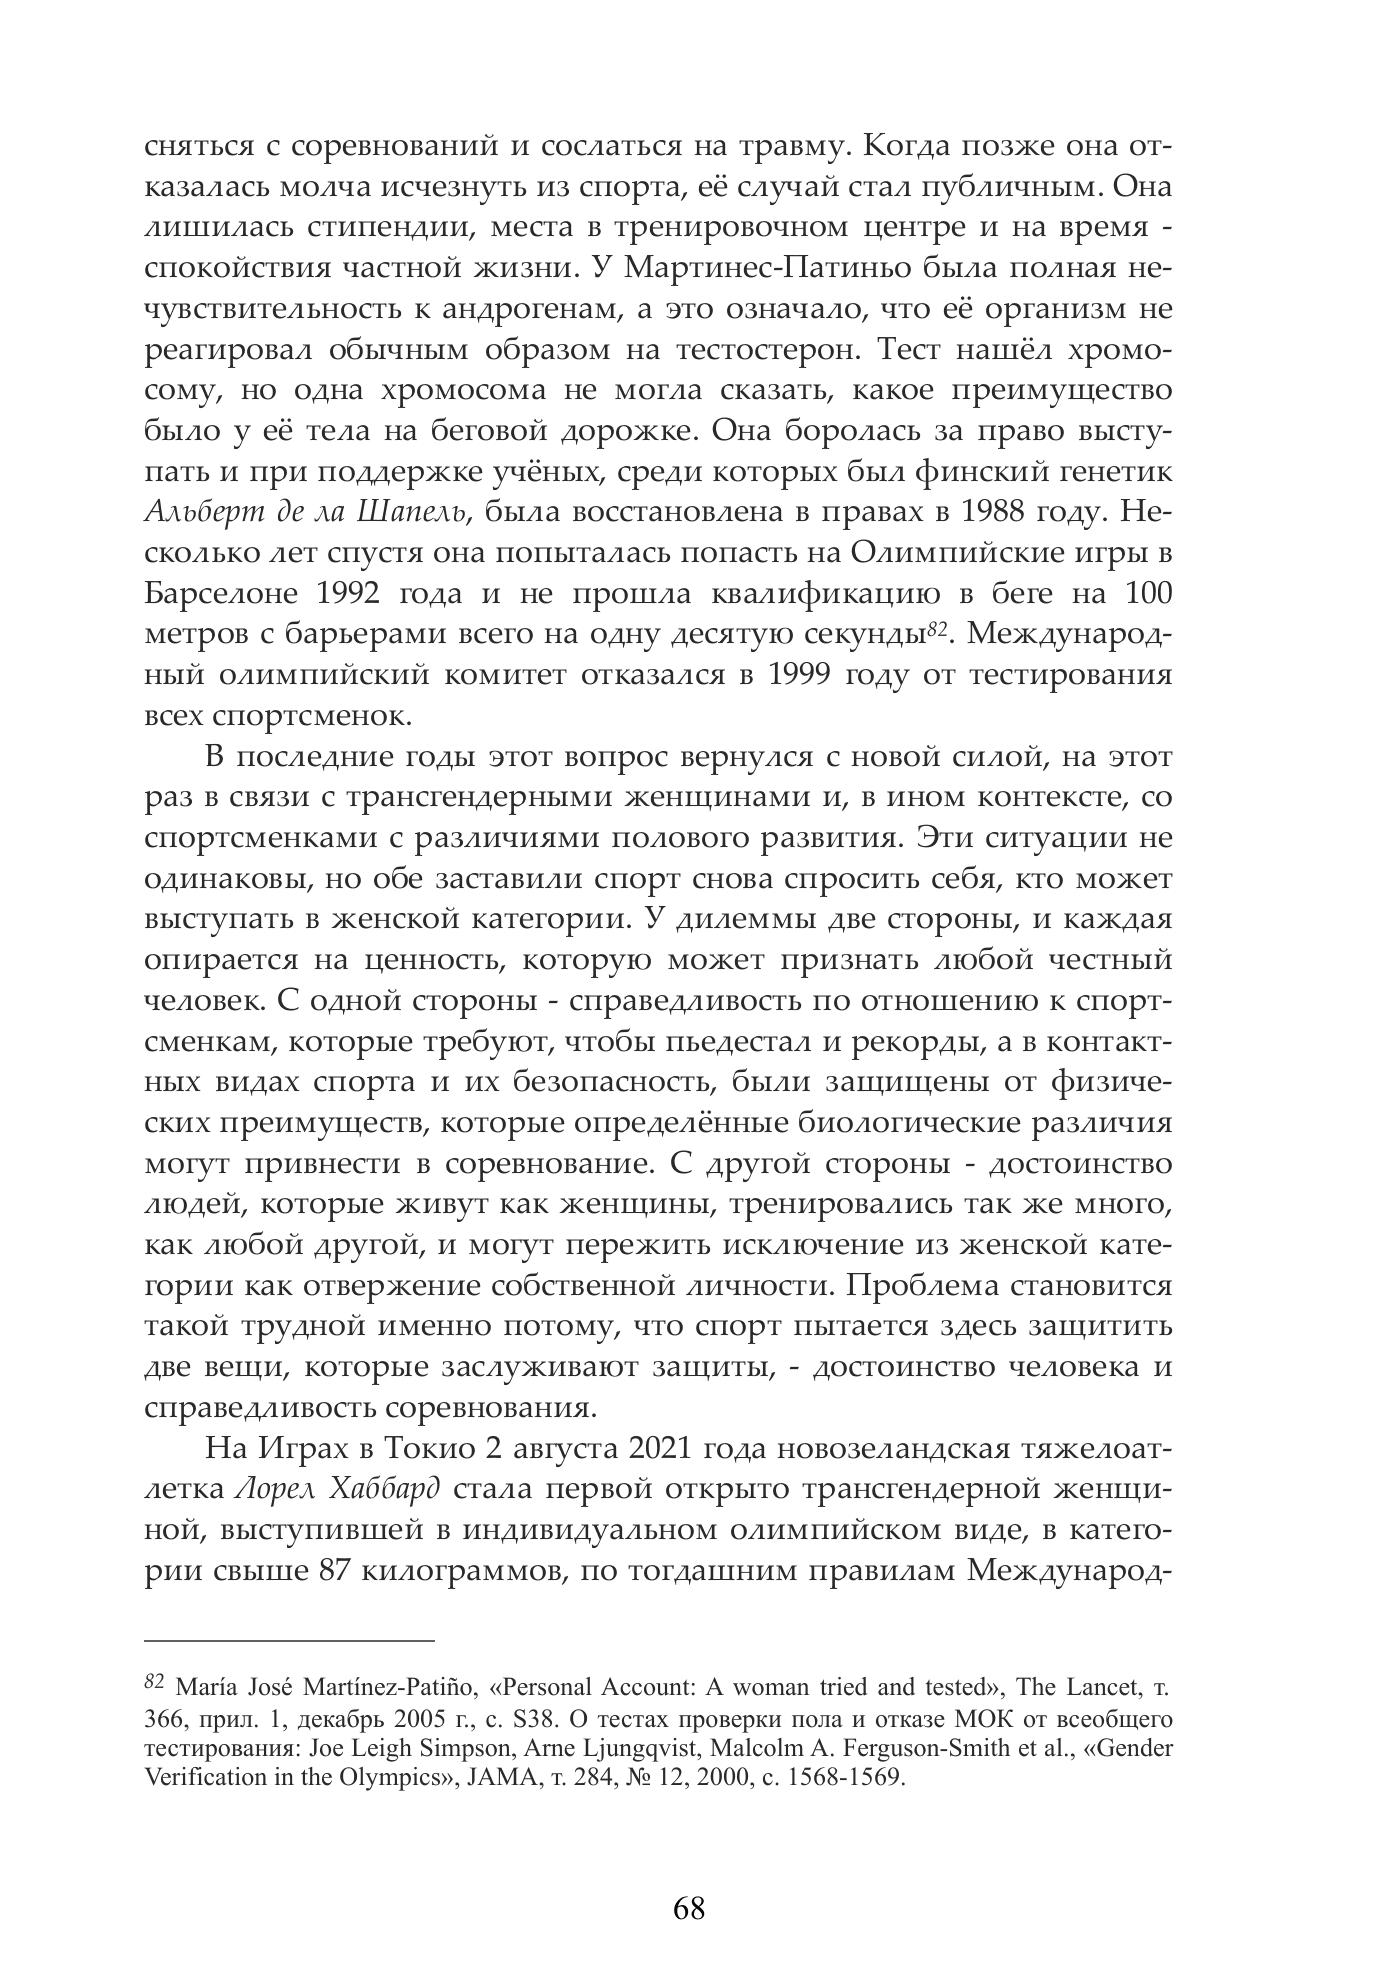 сняться с соревнований и сослаться на травму. Когда позже она от-
казалась молча исчезнуть из спорта, её случай стал публичным. Она
лишилась стипендии, места в тренировочном центре и на время -
спокойствия частной жизни. У Мартинес-Патиньо была полная не-
чувствительность к андрогенам, а это означало, что её организм не
реагировал обычным образом на тестостерон. Тест нашёл хромо-
сому, но одна хромосома не могла сказать, какое преимущество
было у её тела на беговой дорожке. Она боролась за право высту-
пать и при поддержке учёных, среди которых был финский генетик
Альберт де ла Шапель, была восстановлена в правах в 1988 году. Не-
сколько лет спустя она попыталась попасть на Олимпийские игры в
Барселоне 1992 года и не прошла квалификацию в беге на 100
метров с барьерами всего на одну десятую секунды82. Международ-
ный олимпийский комитет отказался в 1999 году от тестирования
всех спортсменок.
В последние годы этот вопрос вернулся с новой силой, на этот
раз в связи с трансгендерными женщинами и, в ином контексте, со
спортсменками с различиями полового развития. Эти ситуации не
одинаковы, но обе заставили спорт снова спросить себя, кто может
выступать в женской категории. У дилеммы две стороны, и каждая
опирается на ценность, которую может признать любой честный
человек. С одной стороны - справедливость по отношению к спорт-
сменкам, которые требуют, чтобы пьедестал и рекорды, а в контакт-
ных видах спорта и их безопасность, были защищены от физиче-
ских преимуществ, которые определённые биологические различия
могут привнести в соревнование. С другой стороны - достоинство
людей, которые живут как женщины, тренировались так же много,
как любой другой, и могут пережить исключение из женской кате-
гории как отвержение собственной личности. Проблема становится
такой трудной именно потому, что спорт пытается здесь защитить
две вещи, которые заслуживают защиты, - достоинство человека и
справедливость соревнования.
На Играх в Токио 2 августа 2021 года новозеландская тяжелоат-
летка Лорел Хаббард стала первой открыто трансгендерной женщи-
ной, выступившей в индивидуальном олимпийском виде, в катего-
рии свыше 87 килограммов, по тогдашним правилам Международ-
82 María José Martínez-Patiño, «Personal Account: A woman tried and tested», The Lancet, т.
366, прил. 1, декабрь 2005 г., с. S38. О тестах проверки пола и отказе МОК от всеобщего
тестирования: Joe Leigh Simpson, Arne Ljungqvist, Malcolm A. Ferguson-Smith et al., «Gender
Verification in the Olympics», JAMA, т. 284, № 12, 2000, с. 1568-1569.
68